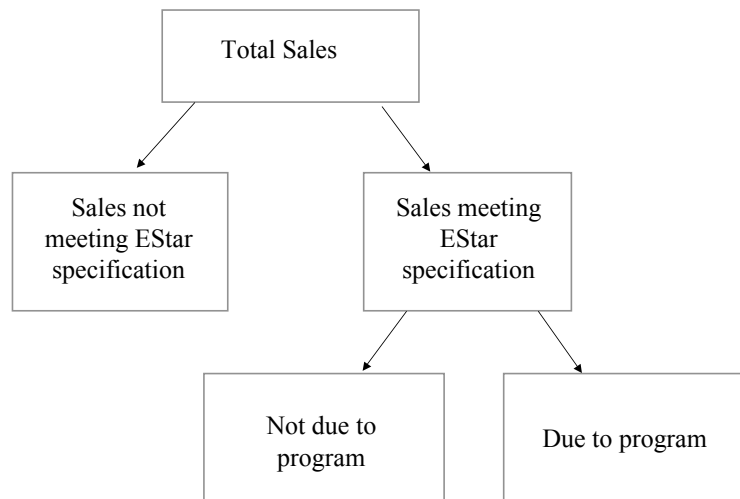 Total Sales
Sales not
meeting EStar
specification
Sales meeting
EStar
specification
Not due to
program
Due to program